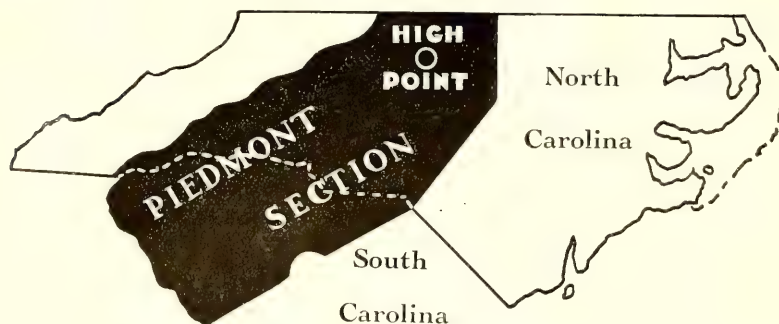 HIGH
POINT
North
Carolina
PIEDMONT
SECTION
South
Carolina